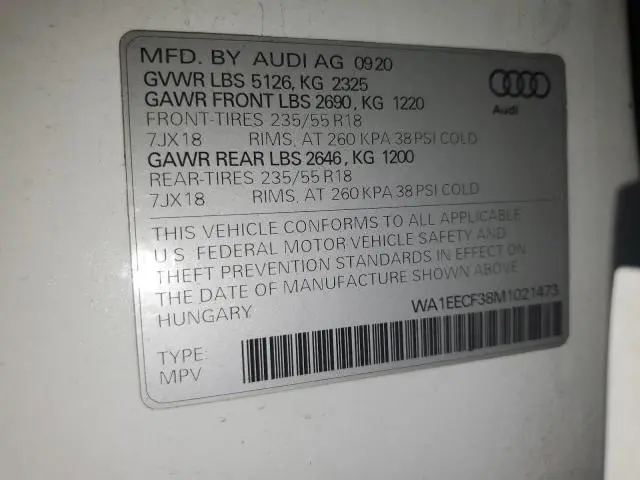 MFD. BY AUDI AG 0920
GVWR LBS 5126, KG 2325
GAWR FRONT LBS 2690, KG 1220
FRONT-TIRES 235/55 R18
7JX18 RIMS, AT 260 KPA 38 PSI COLD
GAWR REAR LBS 2646, KG 1200
REAR-TIRES 235/55 R18
7JX18 RIMS, AT 260 KPA 38 PSI COLD
Audi
THIS VEHICLE CONFORMS TO ALL APPLICABLE
U S FEDERAL MOTOR VEHICLE SAFETY AND
THEFT PREVENTION STANDARDS IN EFFECT ON
THE DATE OF MANUFACTURE SHOWN ABOVE.
HUNGARY
WA1EECF38M1021473
TYPE:
MPV